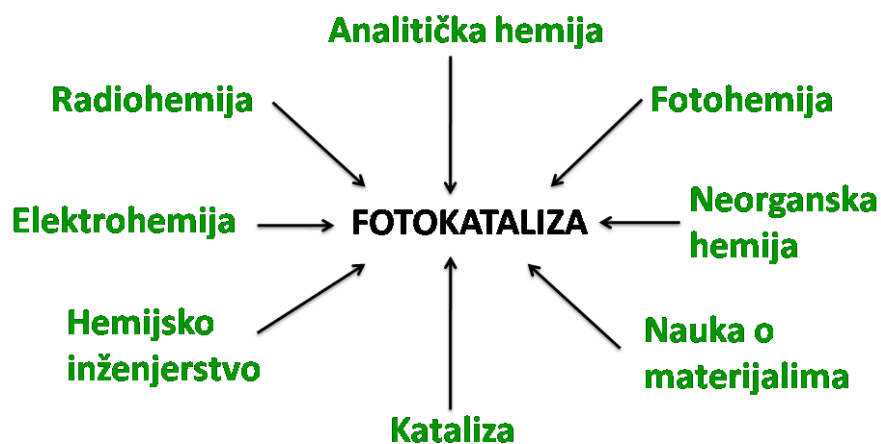 Analitička hemija
Radiohemija
Fotohemija
Elektrohemija
FOTOKATALIZA
Neorganska
hemija
Hemijsko
inženjerstvo
Nauka o
materijalima
Kataliza